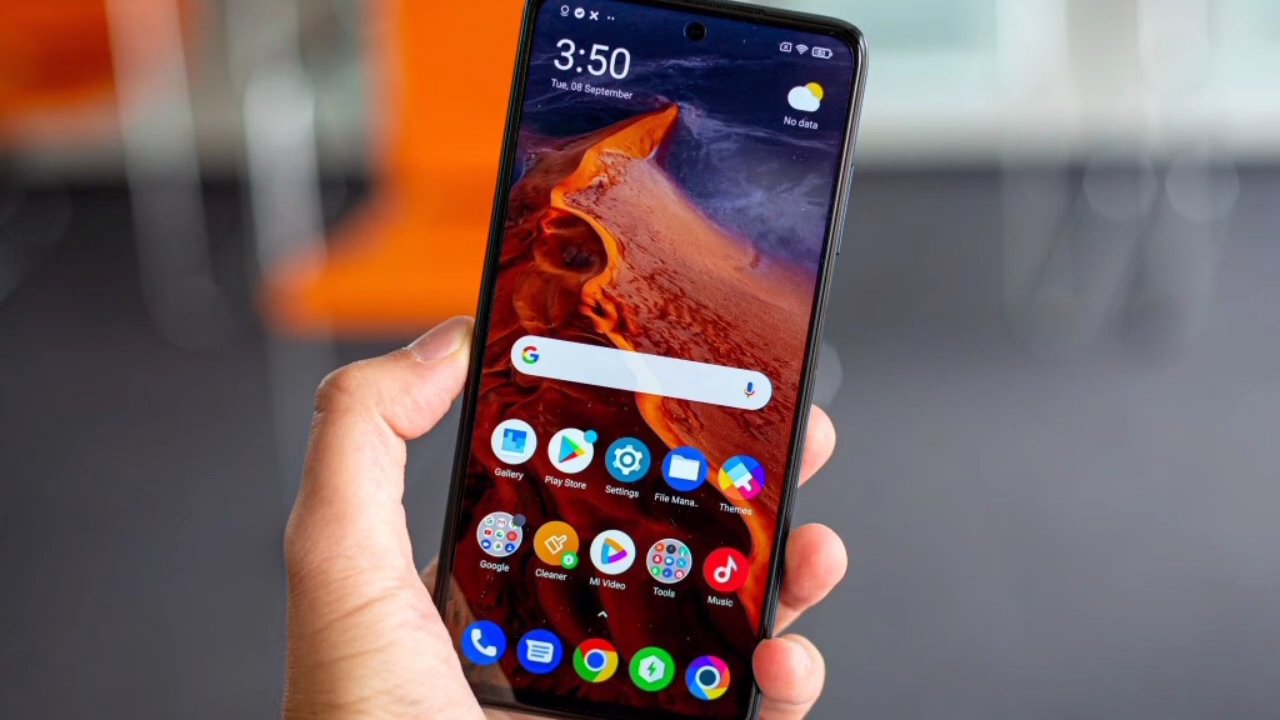 3:50
Tue, 08 September
No data
Gallery
Play Store
Settings
File Mana..
Themes
Google
Cleaner
Mi Video
Tools
Music